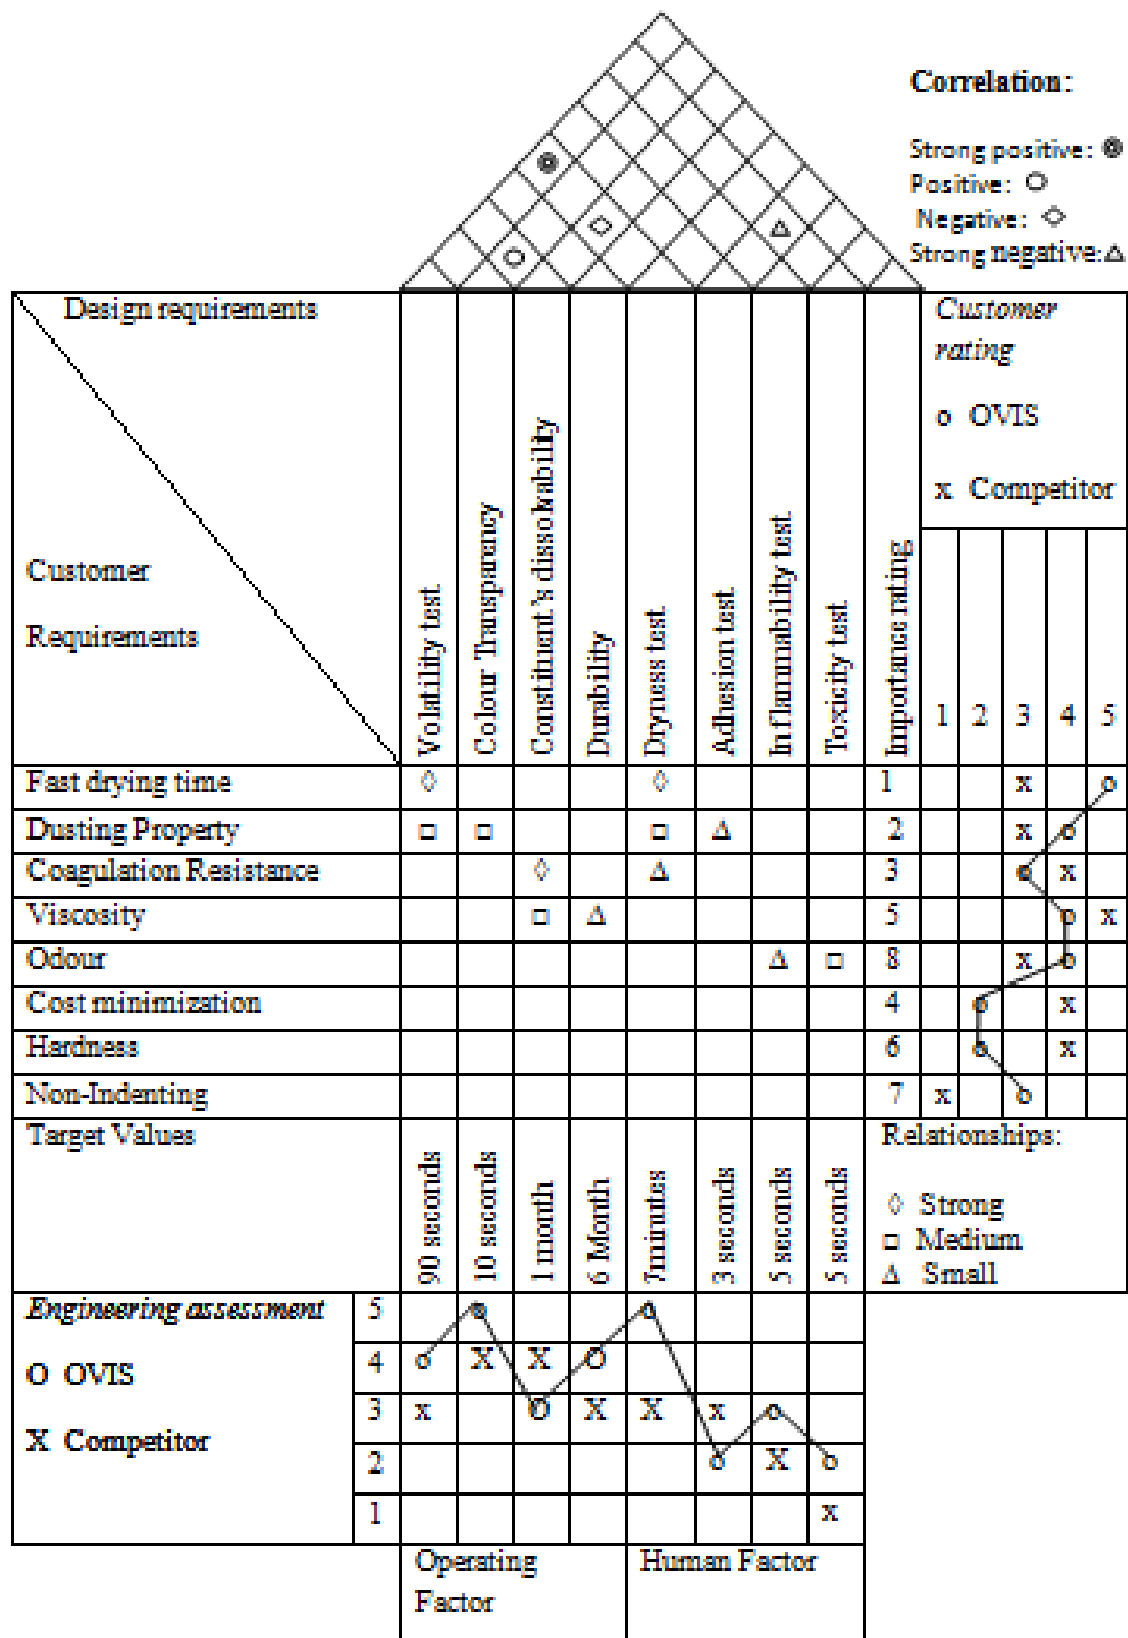 Correlation:
Strong positive:
Positive:
Negative:
Strong negative:
Design requirements
Customer
Requirements
Volatility test
Colour Transparency
Constituent's dissolvability
Durability
Dryness test
Adhesion test
Inflammability test
Toxicity test
Importance rating
Customer
rating
o OVIS
x Competitor
1 2 3 4 5
Fast drying time 1 x o
Dusting Property 2 x o
Coagulation Resistance 3 o x
Viscosity 5 o x
Odour 8 x o
Cost minimization 4 o x
Hardness 6 o x
Non-Indenting 7 x o
Target Values
90 seconds
10 seconds
1 month
6 Month
7minutes
3 seconds
5 seconds
5 seconds
Relationships:
Strong
Medium
Small
Engineering assessment
O OVIS
X Competitor
5 o o
4 o X X O
3 x O X X x o
2 o X o
1 x
Operating
Factor
Human Factor